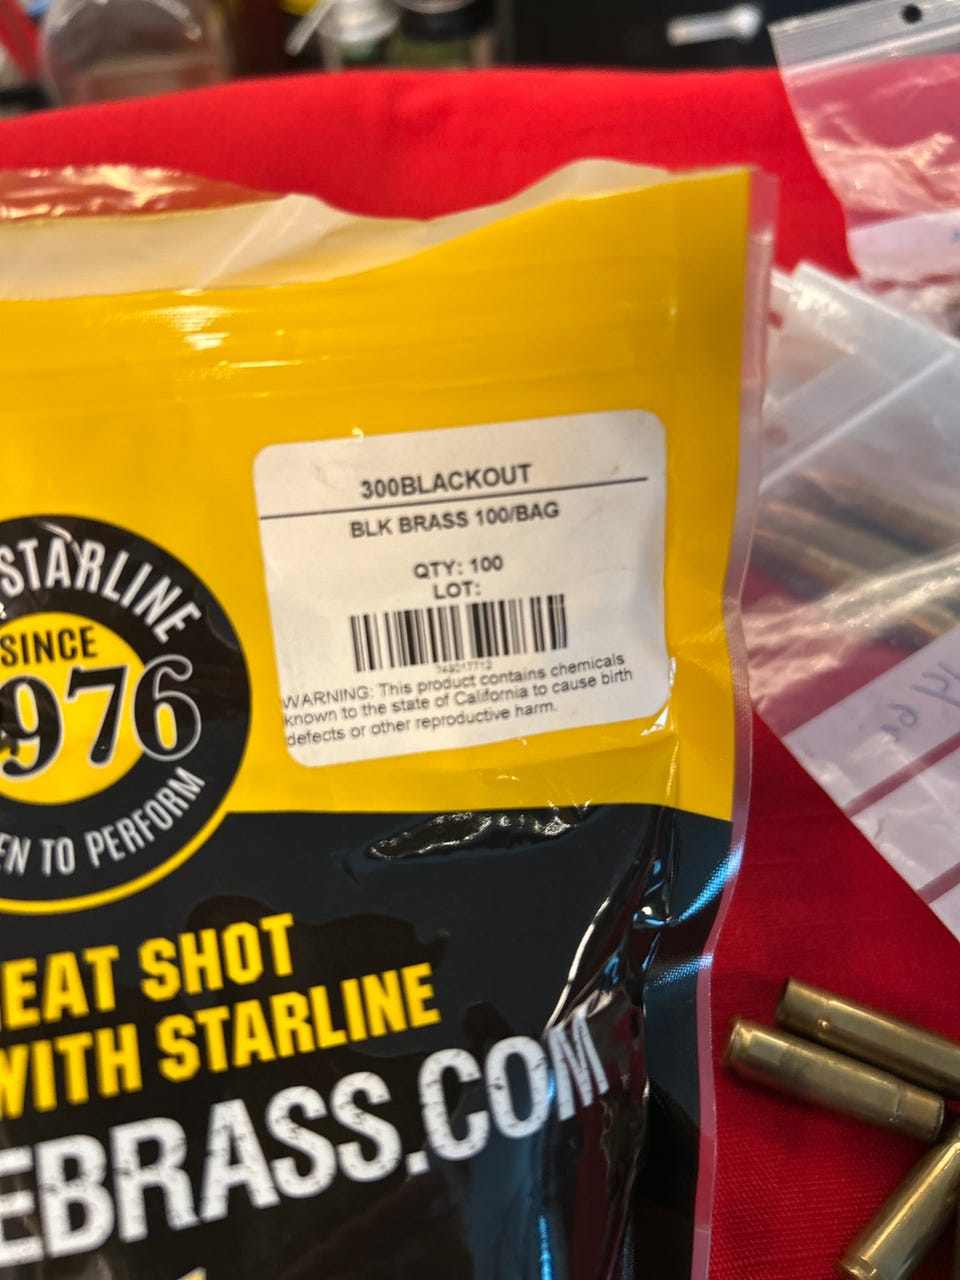 300BLACKOUT
BLK BRASS 100/BAG
QTY: 100
LOT:
WARNING: This product contains chemicals
known to the state of California to cause birth
defects or other reproductive harm.
STARLINE
SINCE
976
EN TO PERFORM
EAT SHOT
WITH STARLINE
EBRASS.COM